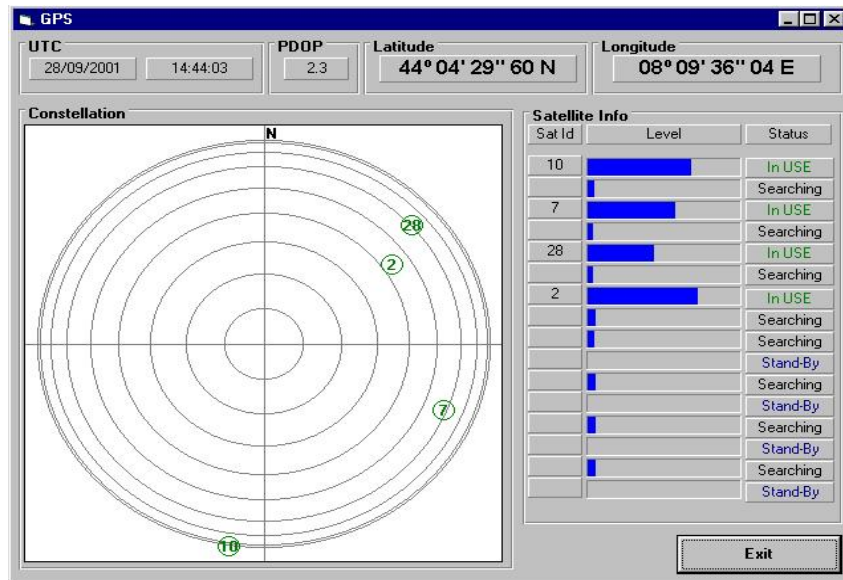 GPS
UTC PDOP Latitude Longitude
28/09/2001 14:44:03 2.3 44º 04' 29'' 60 N 08º 09' 36'' 04 E
Constellation
N
28
2
7
10
Satellite Info
Sat Id Level Status
10 In USE
Searching
7 In USE
Searching
28 In USE
Searching
2 In USE
Searching
Searching
Stand-By
Searching
Stand-By
Searching
Stand-By
Searching
Stand-By
Exit